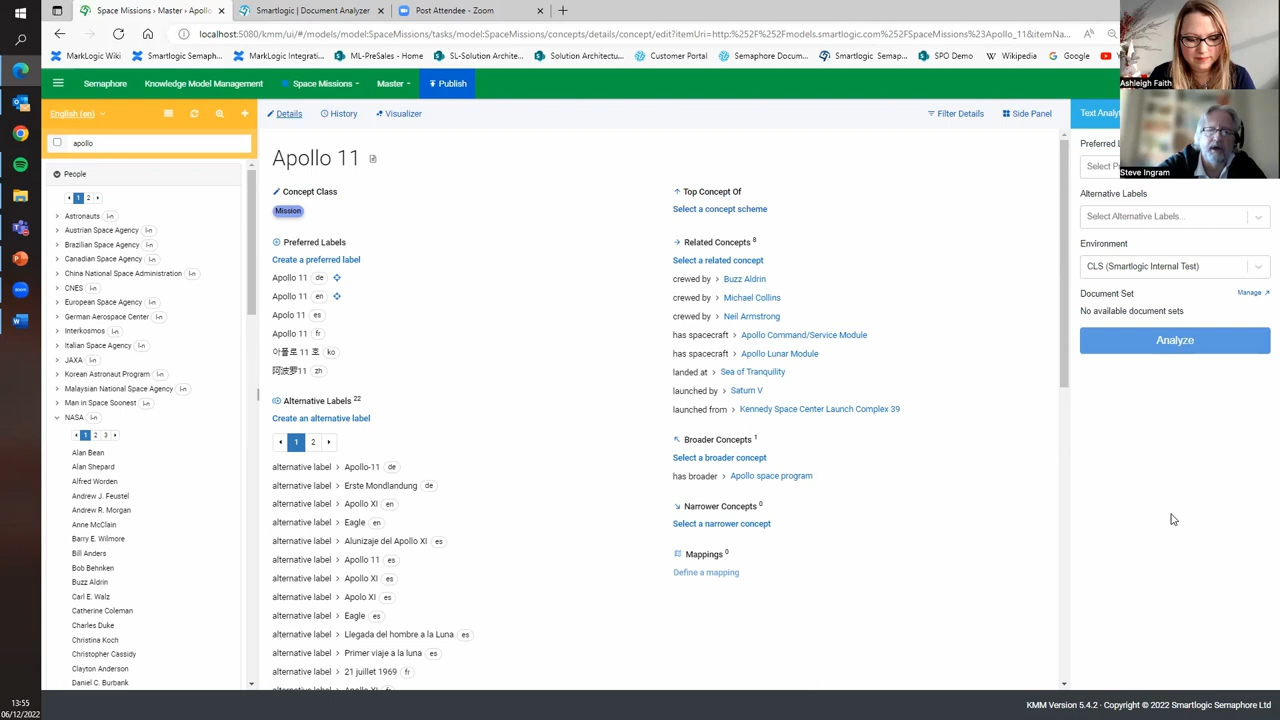 Space Missions › Master › Apollo
Smartlogic | Document Analyzer
Post Attendee - Zoom
localhost:5080/kmm/ui/#/models/model:SpaceMissions/tasks/model:SpaceMissions/concepts/details/concept/edit?itemUri=http:%252F%252Fmodels.smartlogic.com%252FSpaceMissions%23Apollo_11&itemNa...
MarkLogic Wiki
Smartlogic Semaph...
MarkLogic Integrati...
ML-PreSales - Home
SL-Solution Archite...
Solution Architectu...
Customer Portal
Semaphore Docum...
Smartlogic Semap...
SPO Demo
Wikipedia
Google
Semaphore
Knowledge Model Management
Space Missions
Master
Publish
English (en)
apollo
People
1 2
Astronauts
Austrian Space Agency
Brazilian Space Agency
Canadian Space Agency
China National Space Administration
CNES
European Space Agency
German Aerospace Center
Interkosmos
Italian Space Agency
JAXA
Korean Astronaut Program
Malaysian National Space Agency
Man in Space Soonest
NASA
1 2 3
Alan Bean
Alan Shepard
Alfred Worden
Andrew J. Feustel
Andrew R. Morgan
Anne McClain
Barry E. Wilmore
Bill Anders
Bob Behnken
Buzz Aldrin
Carl E. Walz
Catherine Coleman
Charles Duke
Christina Koch
Christopher Cassidy
Clayton Anderson
Daniel C. Burbank
Details
History
Visualizer
Filter Details
Side Panel
Apollo 11
Concept Class
Mission
Preferred Labels
Create a preferred label
Apollo 11 de
Apollo 11 en
Apolo 11 es
Apollo 11 fr
아폴로 11 호 ko
阿波罗11 zh
Alternative Labels 22
Create an alternative label
1 2
alternative label › Apollo-11 de
alternative label › Erste Mondlandung de
alternative label › Apollo XI en
alternative label › Eagle en
alternative label › Alunizaje del Apollo XI es
alternative label › Apollo 11 es
alternative label › Apollo XI es
alternative label › Apolo XI es
alternative label › Eagle es
alternative label › Llegada del hombre a la Luna es
alternative label › Primer viaje a la luna es
alternative label › 21 juillet 1969 fr
alternative label › Apollo XI fr
Top Concept Of
Select a concept scheme
Related Concepts 8
Select a related concept
crewed by › Buzz Aldrin
crewed by › Michael Collins
crewed by › Neil Armstrong
has spacecraft › Apollo Command/Service Module
has spacecraft › Apollo Lunar Module
landed at › Sea of Tranquility
launched by › Saturn V
launched from › Kennedy Space Center Launch Complex 39
Broader Concepts 1
Select a broader concept
has broader › Apollo space program
Narrower Concepts 0
Select a narrower concept
Mappings 0
Define a mapping
Ashleigh Faith
Steve Ingram
Text Analy
Preferred L
Select P
Alternative Labels
Select Alternative Labels...
Environment
CLS (Smartlogic Internal Test)
Document Set
Manage
No available document sets
Analyze
KMM Version 5.4.2 · Copyright © 2022 Smartlogic Semaphore Ltd
13:55
06/12/2022